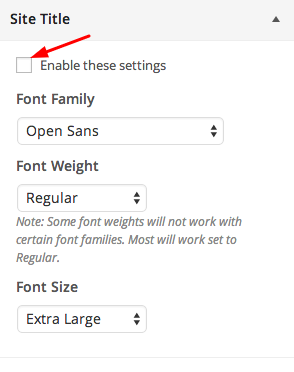 Site Title
Enable these settings
Font Family
Open Sans
Font Weight
Regular
Note: Some font weights will not work with
certain font families. Most will work set to
Regular.
Font Size
Extra Large